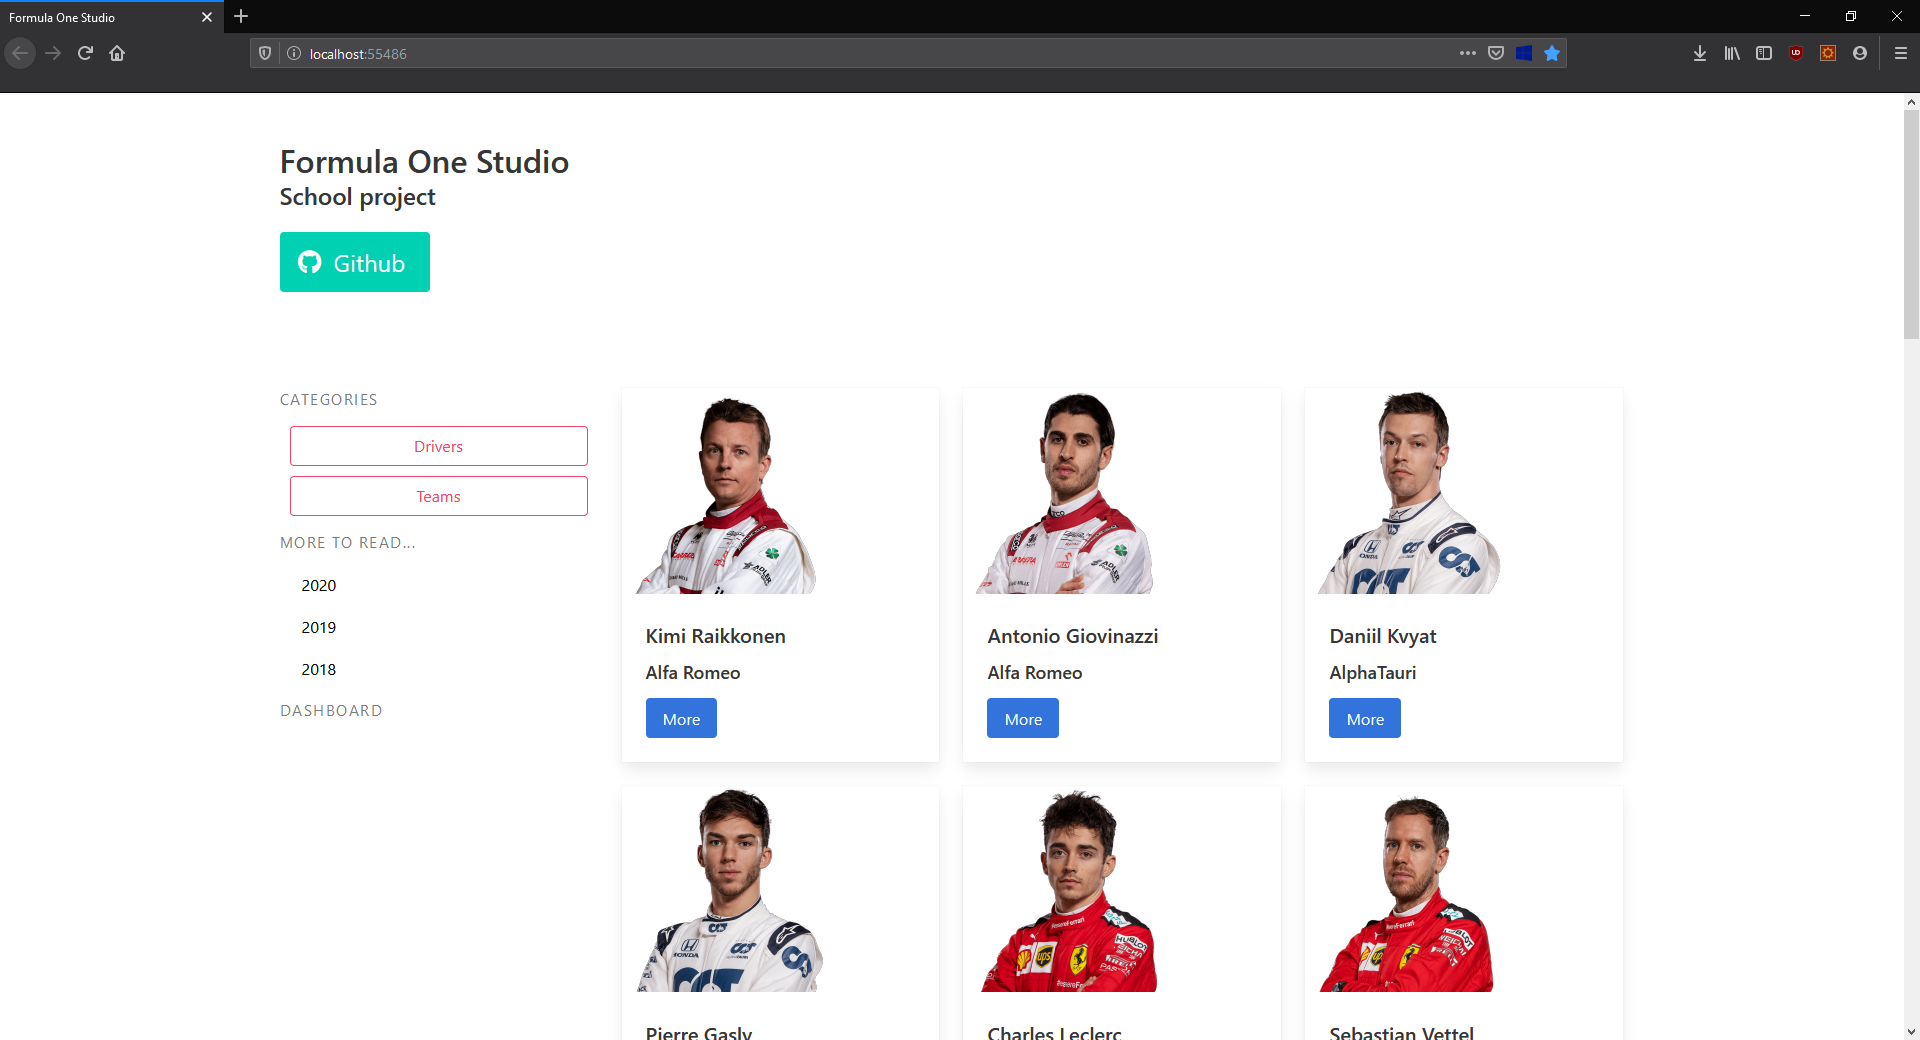 Formula One Studio
localhost:55486
Formula One Studio
School project
Github
CATEGORIES
Drivers
Teams
MORE TO READ...
2020
2019
2018
DASHBOARD
Kimi Raikkonen
Alfa Romeo
More
Antonio Giovinazzi
Alfa Romeo
More
Daniil Kvyat
AlphaTauri
More
HONDA
ups
Pierre Gasly
Charles Leclerc
Sebastian Vettel